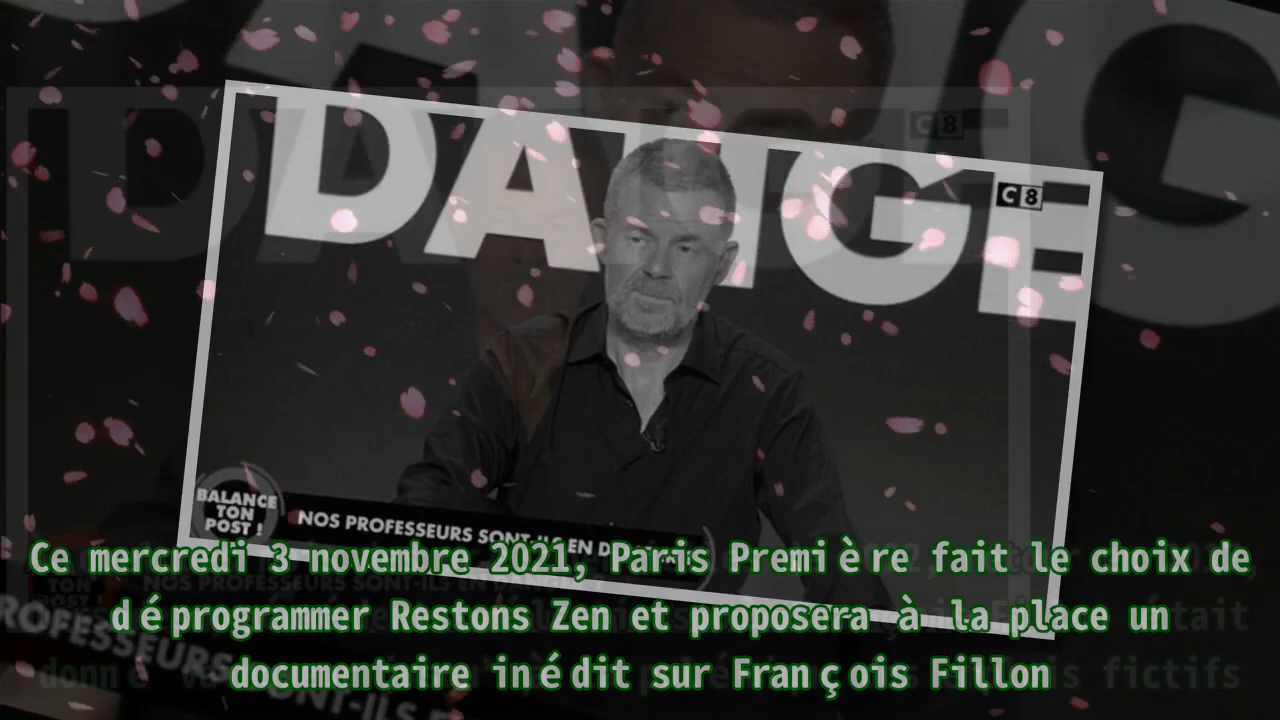 DANGE
C8
BALANCE
TON
POST !
NOS PROFESSEURS SONT-ILS EN
Ce mercredi 3 novembre 2021, Paris Première fait le choix de
déprogrammer Restons Zen et proposera à la place un
documentaire inédit sur François Fillon